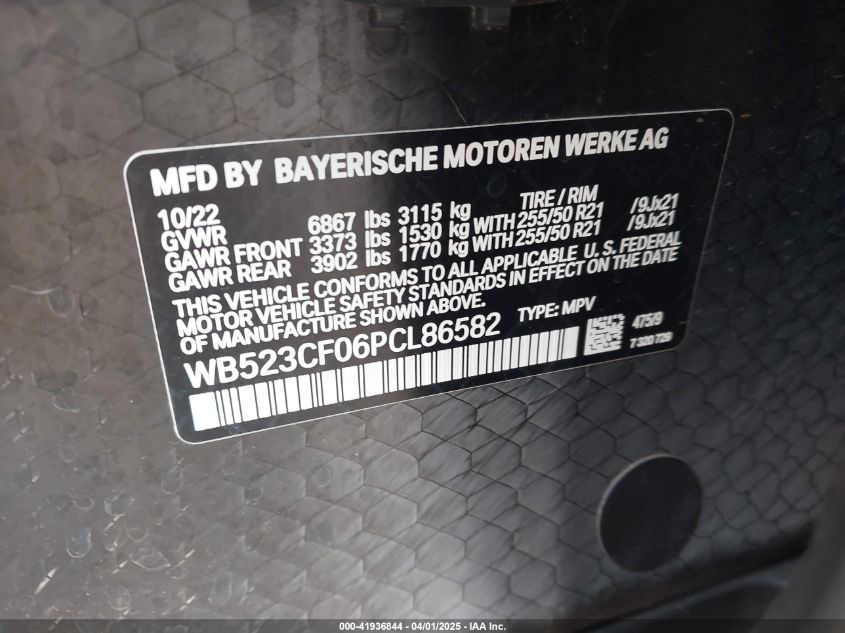 MFD BY BAYERISCHE MOTOREN WERKE AG
10/22 TIRE / RIM
GVWR 6867 lbs 3115 kg
GAWR FRONT 3373 lbs 1530 kg WITH 255/50 R21 /9Jx21
GAWR REAR 3902 lbs 1770 kg WITH 255/50 R21 /9Jx21
THIS VEHICLE CONFORMS TO ALL APPLICABLE U. S. FEDERAL
MOTOR VEHICLE SAFETY STANDARDS IN EFFECT ON THE DATE
OF MANUFACTURE SHOWN ABOVE.
WB523CF06PCL86582 TYPE: MPV
475/9
7 320 729
000-41936844 - 04/01/2025 - IAA Inc.